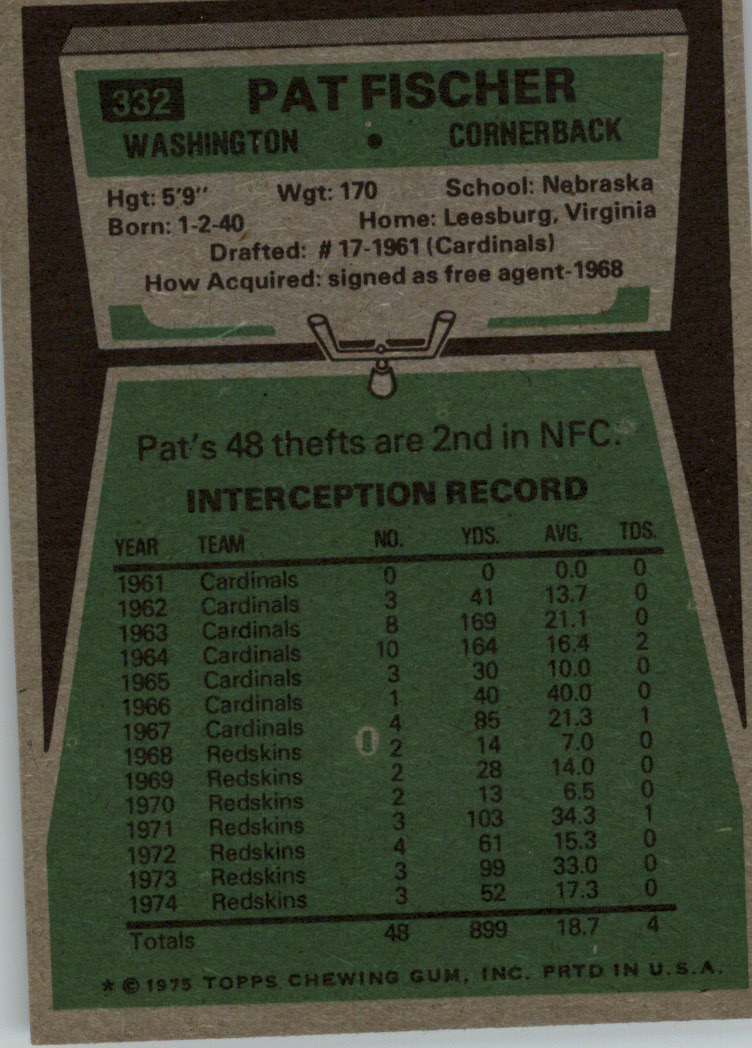 332 PAT FISCHER
WASHINGTON • CORNERBACK
Hgt: 5'9" Wgt: 170 School: Nebraska
Born: 1-2-40 Home: Leesburg, Virginia
Drafted: #17-1961 (Cardinals)
How Acquired: signed as free agent-1968
Pat's 48 thefts are 2nd in NFC.
INTERCEPTION RECORD
YEAR TEAM NO. YDS. AVG. TDS.
1961 Cardinals 0 0 0.0 0
1962 Cardinals 3 41 13.7 0
1963 Cardinals 8 169 21.1 0
1964 Cardinals 10 164 16.4 2
1965 Cardinals 3 30 10.0 0
1966 Cardinals 1 40 40.0 0
1967 Cardinals 4 85 21.3 1
1968 Redskins 2 14 7.0 0
1969 Redskins 2 28 14.0 0
1970 Redskins 2 13 6.5 0
1971 Redskins 3 103 34.3 1
1972 Redskins 4 61 15.3 0
1973 Redskins 3 99 33.0 0
1974 Redskins 3 52 17.3 0
Totals 48 899 18.7 4
* © 1975 TOPPS CHEWING GUM, INC. PRTD IN U.S.A.